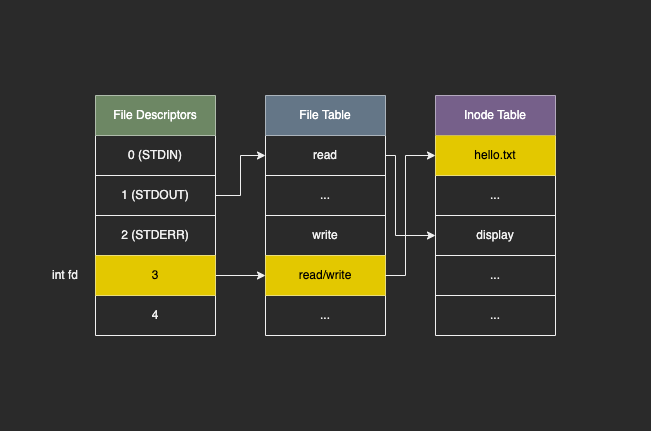 File Descriptors File Table Inode Table
0 (STDIN) read hello.txt
1 (STDOUT) ... ...
2 (STDERR) write display
int fd 3 read/write ...
4 ... ...